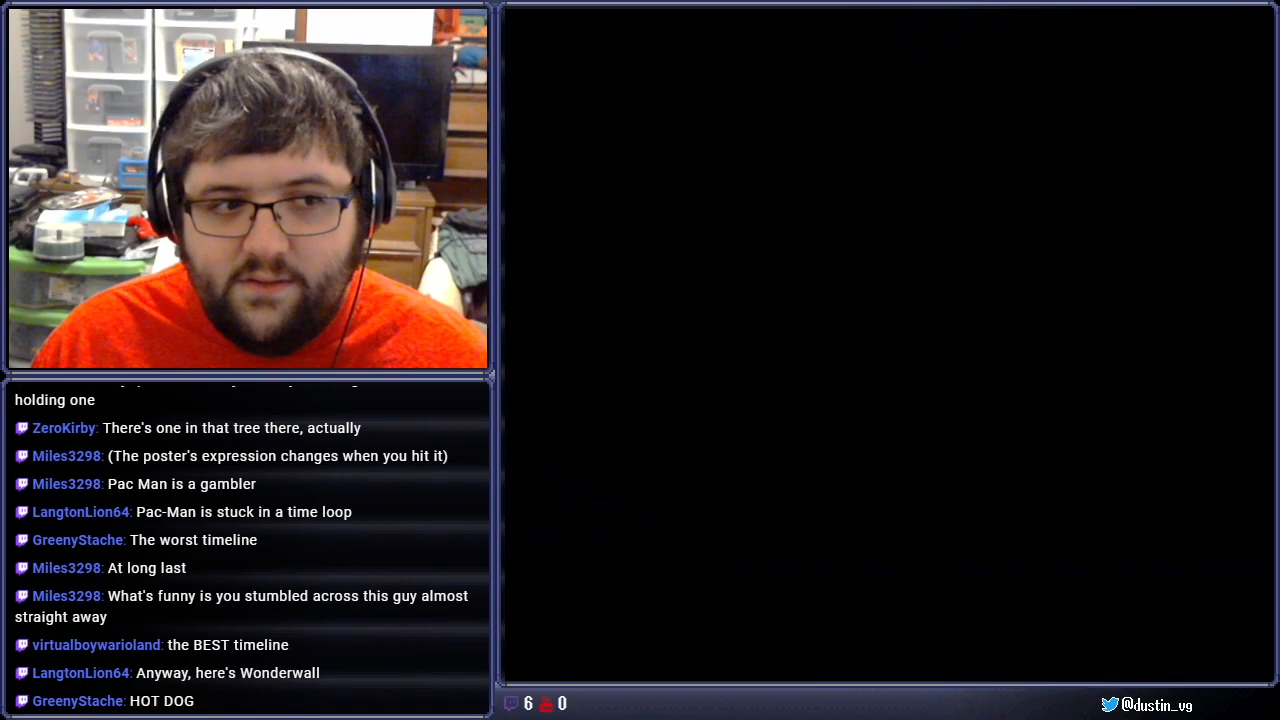 holding one
ZeroKirby: There's one in that tree there, actually
Miles3298: (The poster's expression changes when you hit it)
Miles3298: Pac Man is a gambler
LangtonLion64: Pac-Man is stuck in a time loop
GreenyStache: The worst timeline
Miles3298: At long last
Miles3298: What's funny is you stumbled across this guy almost
straight away
virtualboywarioland: the BEST timeline
LangtonLion64: Anyway, here's Wonderwall
GreenyStache: HOT DOG
6 0
@dustin_vg